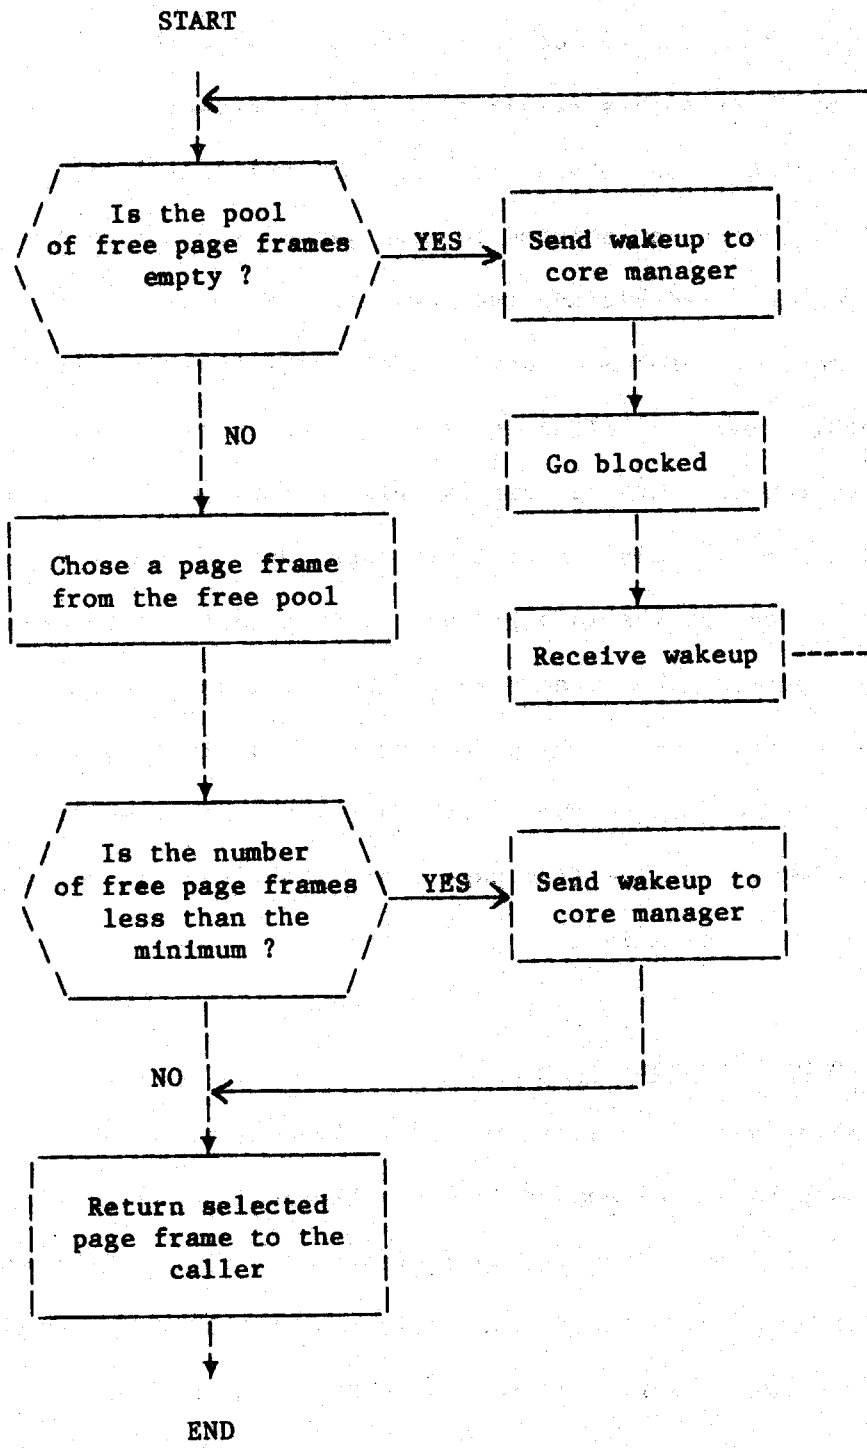 START
Is the pool
of free page frames
empty ?
YES
Send wakeup to
core manager
NO
Go blocked
Chose a page frame
from the free pool
Receive wakeup
Is the number
of free page frames
less than the
minimum ?
YES
Send wakeup to
core manager
NO
Return selected
page frame to the
caller
END